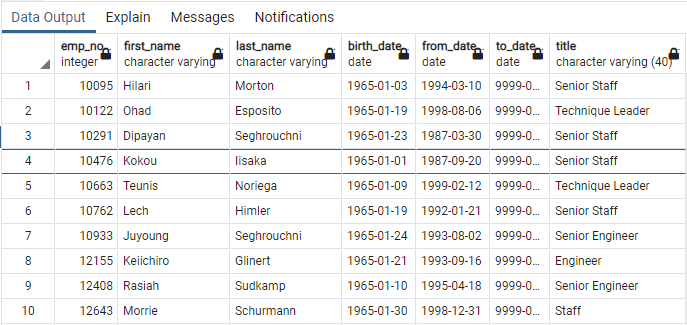 Data Output Explain Messages Notifications
emp_no first_name last_name birth_date from_date to_date title
integer character varying character varying date date date character varying (40)
1 10095 Hilari Morton 1965-01-03 1994-03-10 9999-0... Senior Staff
2 10122 Ohad Esposito 1965-01-19 1998-08-06 9999-0... Technique Leader
3 10291 Dipayan Seghrouchni 1965-01-23 1987-03-30 9999-0... Senior Staff
4 10476 Kokou Iisaka 1965-01-01 1987-09-20 9999-0... Senior Staff
5 10663 Teunis Noriega 1965-01-09 1999-02-12 9999-0... Technique Leader
6 10762 Lech Himler 1965-01-19 1992-01-21 9999-0... Senior Staff
7 10933 Juyoung Seghrouchni 1965-01-24 1993-08-02 9999-0... Senior Engineer
8 12155 Keiichiro Glinert 1965-01-21 1993-09-16 9999-0... Engineer
9 12408 Rasiah Sudkamp 1965-01-10 1995-04-18 9999-0... Senior Engineer
10 12643 Morrie Schurmann 1965-01-30 1998-12-31 9999-0... Staff